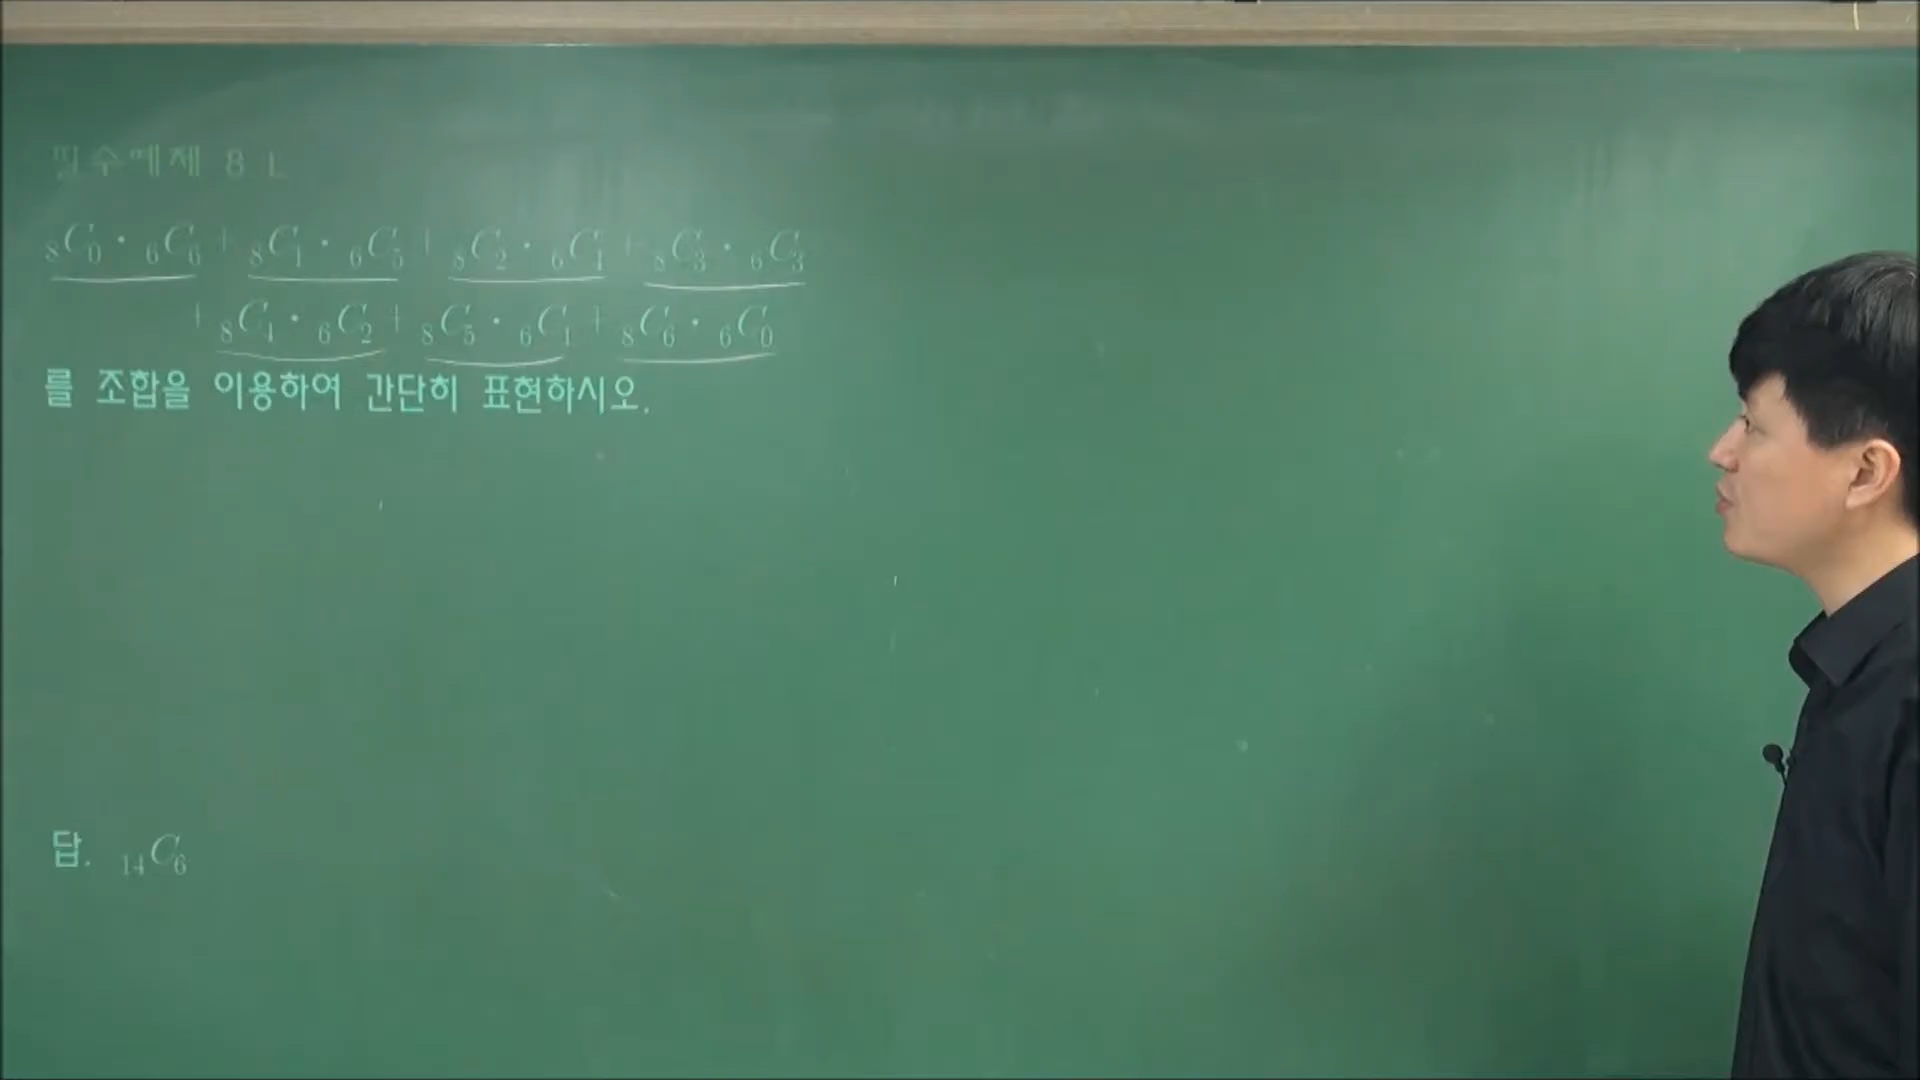 필수예제 8-1.
₈C₀ · ₆C₆ + ₈C₁ · ₆C₅ + ₈C₂ · ₆C₄ + ₈C₃ · ₆C₃
+ ₈C₄ · ₆C₂ + ₈C₅ · ₆C₁ + ₈C₆ · ₆C₀
를 조합을 이용하여 간단히 표현하시오.
답. ₁₄C₆